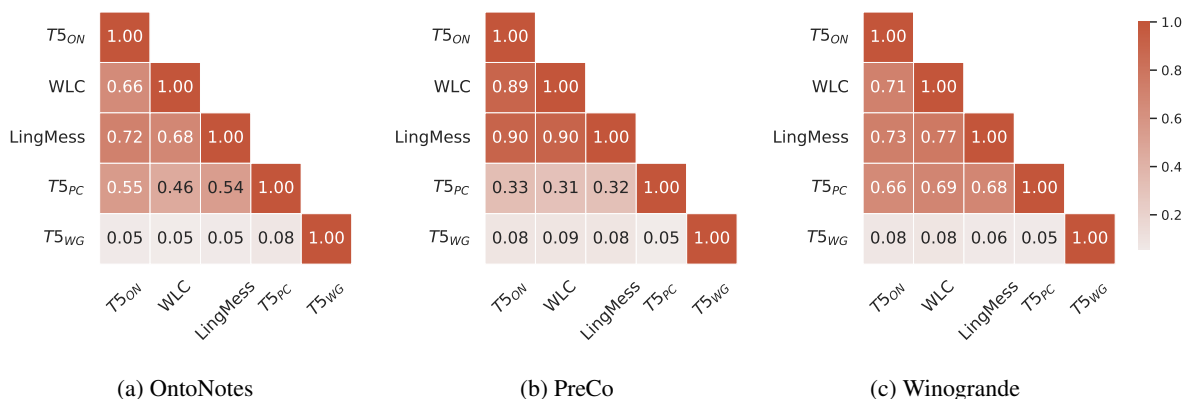 T5ON 1.00 T5ON 1.00 T5ON 1.00 1.0
WLC 0.66 1.00 WLC 0.89 1.00 WLC 0.71 1.00 0.8
LingMess 0.72 0.68 1.00 LingMess 0.90 0.90 1.00 LingMess 0.73 0.77 1.00 0.6
0.4
T5PC 0.55 0.46 0.54 1.00 T5PC 0.33 0.31 0.32 1.00 T5PC 0.66 0.69 0.68 1.00
0.2
T5WG 0.05 0.05 0.05 0.08 1.00 T5WG 0.08 0.09 0.08 0.05 1.00 T5WG 0.08 0.08 0.06 0.05 1.00
T5ON WLC LingMess T5PC T5WG T5ON WLC LingMess T5PC T5WG T5ON WLC LingMess T5PC T5WG
(a) OntoNotes (b) PreCo (c) Winogrande